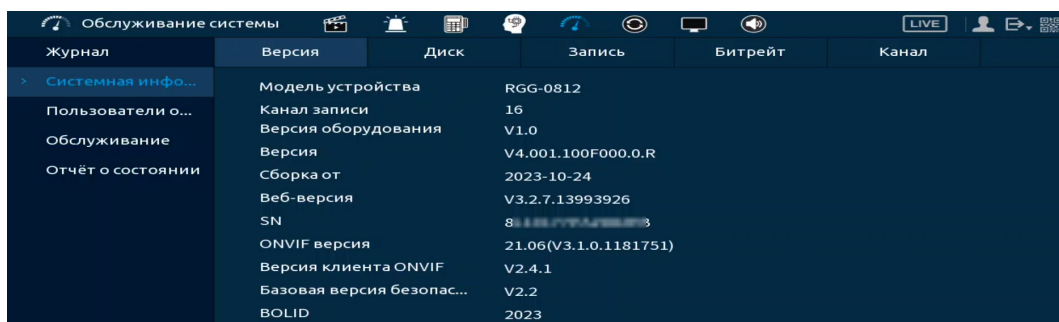 Обслуживание системы LIVE
Журнал Версия Диск Запись Битрейт Канал
Системная инфо...
Пользователи о...
Обслуживание
Отчёт о состоянии
Модель устройства RGG-0812
Канал записи 16
Версия оборудования V1.0
Версия V4.001.100F000.0.R
Сборка от 2023-10-24
Веб-версия V3.2.7.13993926
SN
ONVIF версия 21.06(V3.1.0.1181751)
Версия клиента ONVIF V2.4.1
Базовая версия безопас... V2.2
BOLID 2023